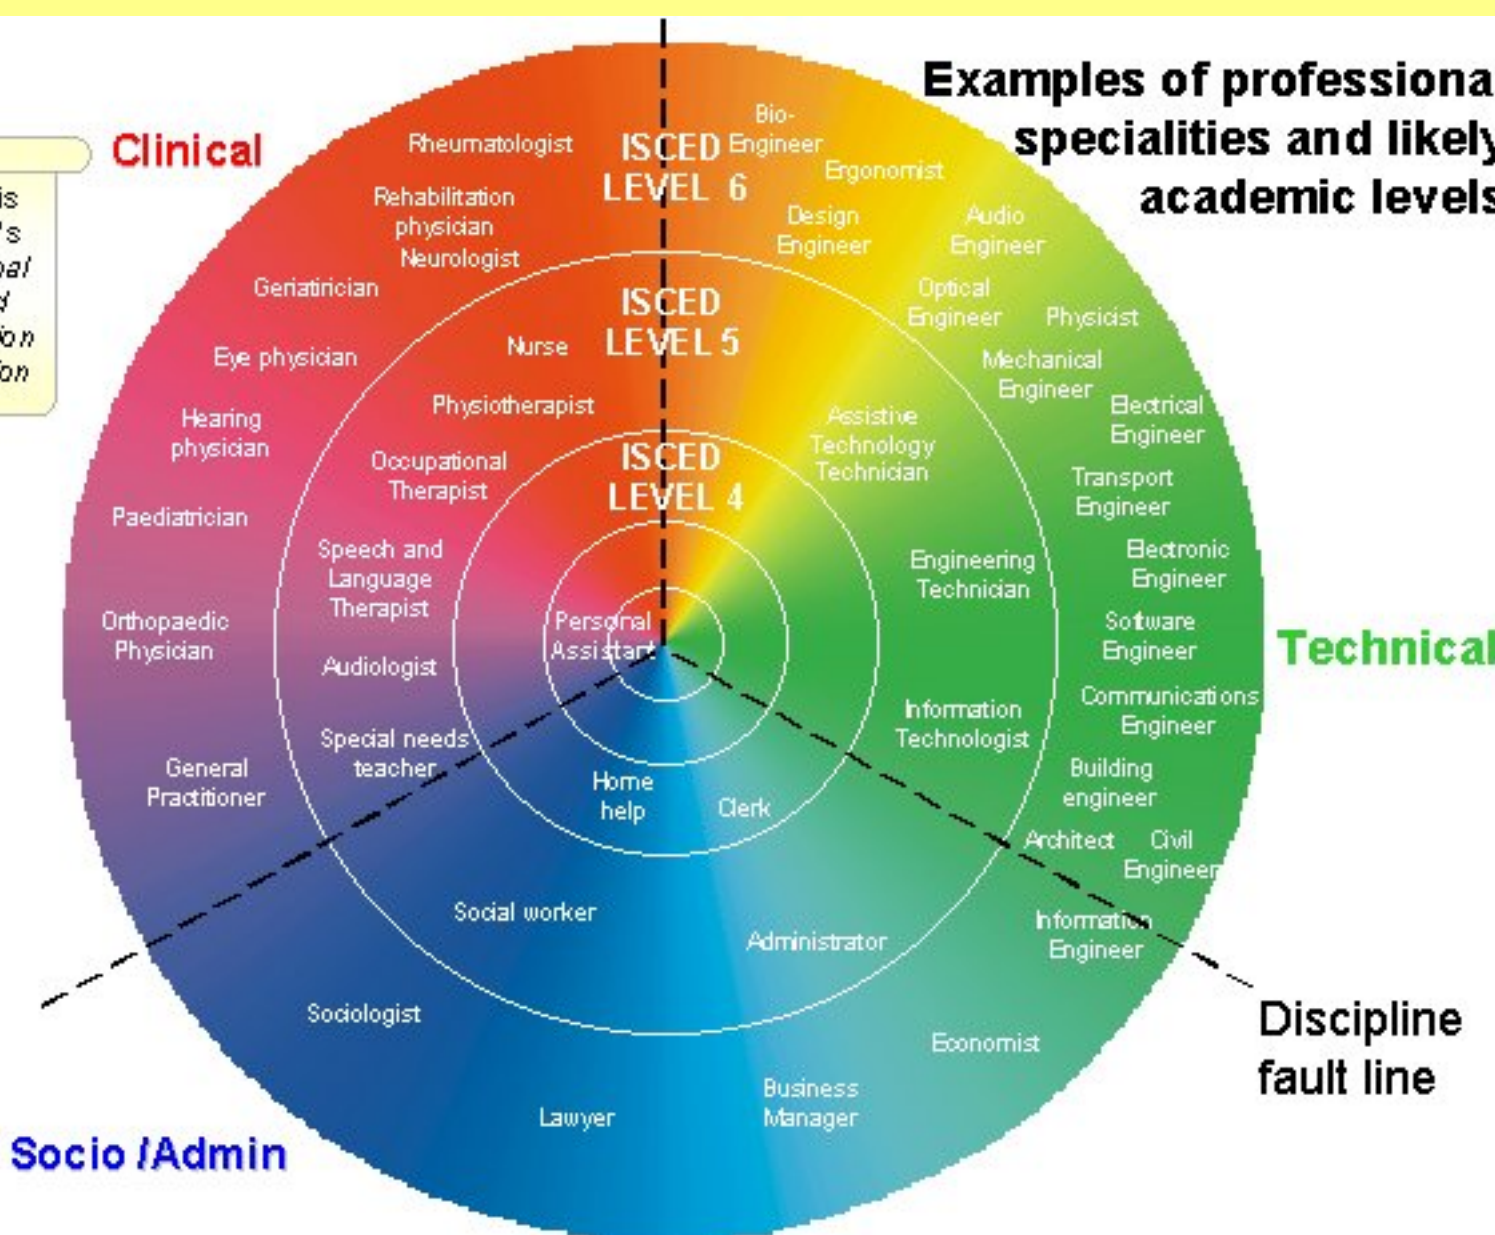 Examples of professiona
specialities and likely
academic levels
Clinical
is
's
nal
d
ion
ion
Rheumatologist
Rehabilitation
physician
Neurologist
Geriatirician
Eye physician
Hearing
physician
Paediatrician
Orthopaedic
Physician
General
Practitioner
ISCED
LEVEL 6
Bio-
Engineer
Ergonomist
Design
Engineer
Audio
Engineer
Optical
Engineer
Physicist
Mechanical
Engineer
Electrical
Engineer
Transport
Engineer
Electronic
Engineer
Software
Engineer
Communications
Engineer
Building
engineer
Architect
Civil
Engineer
Information
Engineer
ISCED
LEVEL 5
Nurse
Physiotherapist
Occupational
Therapist
Speech and
Language
Therapist
Audiologist
Special needs
teacher
Assistive
Technology
Technician
Engineering
Technician
Information
Technologist
ISCED
LEVEL 4
Personal
Assistant
Home
help
Clerk
Social worker
Administrator
Sociologist
Economist
Lawyer
Business
Manager
Technical
Discipline
fault line
Socio /Admin